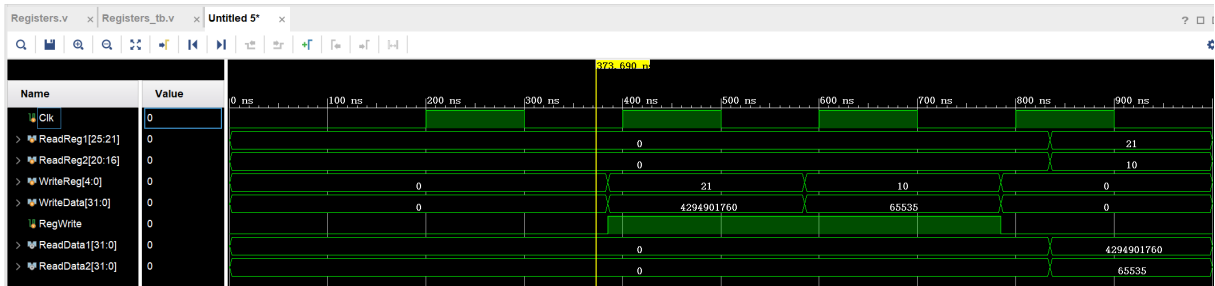 Registers.v × Registers_tb.v × Untitled 5* ×
? 
373.690 ns
Name Value
0 ns 100 ns 200 ns 300 ns 400 ns 500 ns 600 ns 700 ns 800 ns 900 ns
Clk 0
ReadReg1[25:21] 0 0 21
ReadReg2[20:16] 0 0 10
WriteReg[4:0] 0 0 21 10 0
WriteData[31:0] 0 0 4294901760 65535 0
RegWrite 0
ReadData1[31:0] 0 0 4294901760
ReadData2[31:0] 0 0 65535